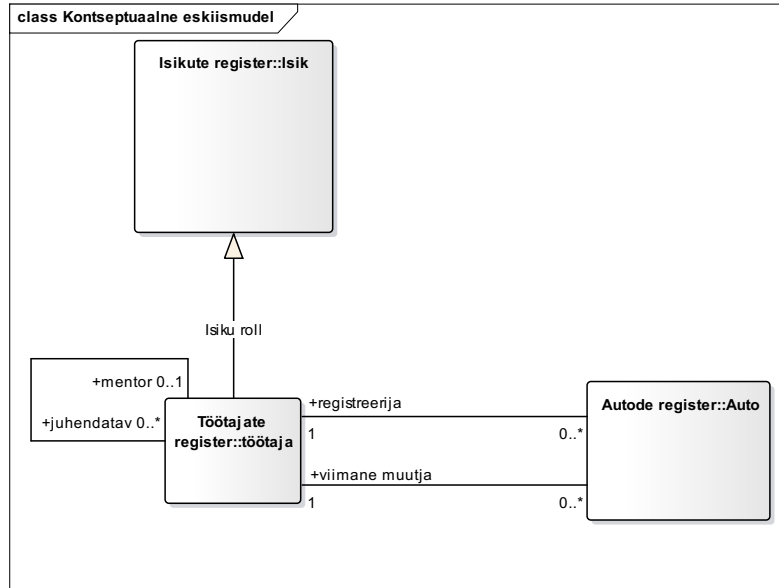 class Kontseptuaalne eskiismudel
Isikute register::Isik
Isiku roll
+mentor 0..1
+juhendatav 0..*
Töötajate
register::töötaja
+registreerija
1
0..*
+viimane muutja
1
0..*
Autode register::Auto